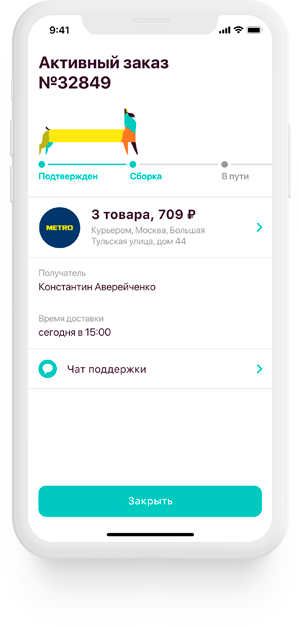 9:41
Активный заказ
№32849
Подтвержден Сборка В пути
METRO
3 товара, 709 ₽
Курьером, Москва, Большая
Тульская улица, дом 44
Получатель
Константин Аверейченко
Время доставки
сегодня в 15:00
Чат поддержки
Закрыть